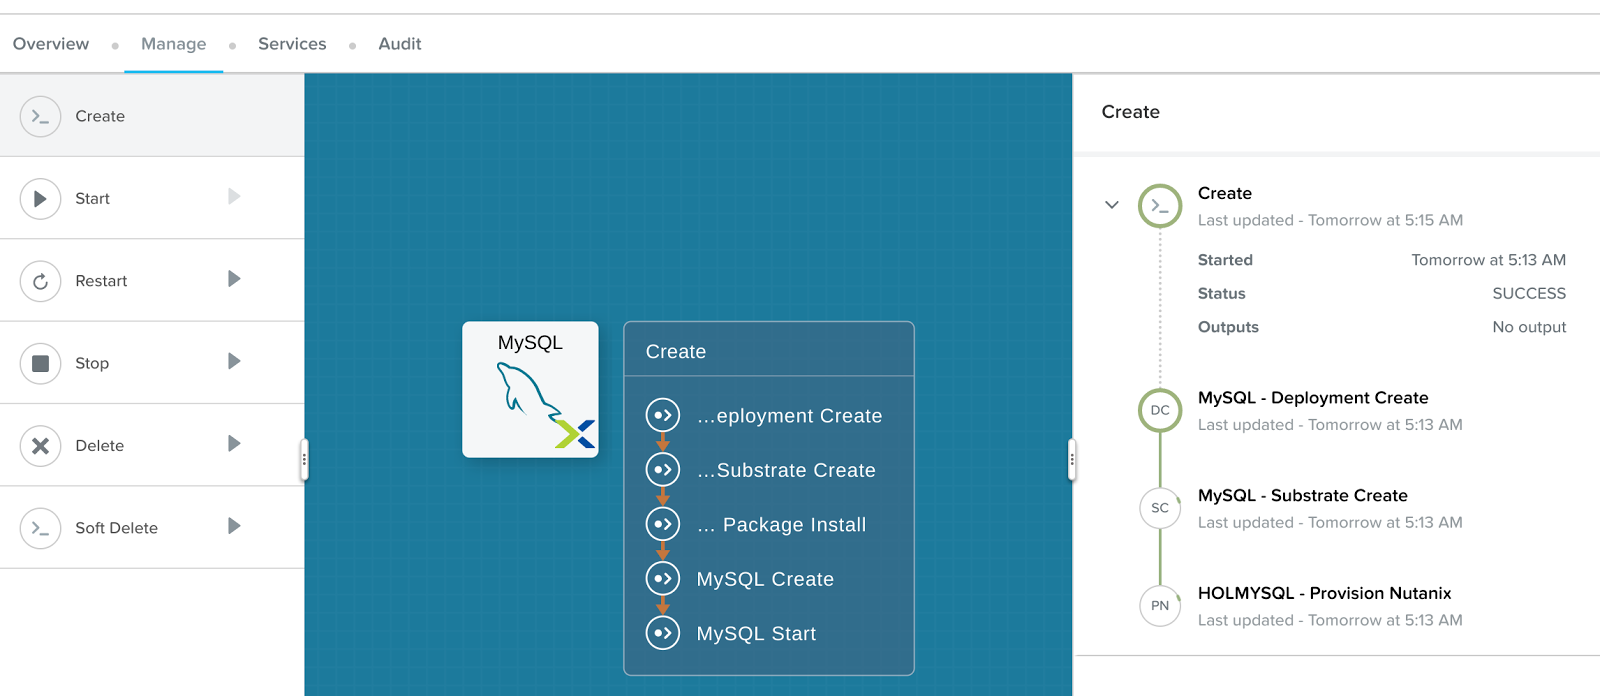 Overview Manage Services Audit
Create
Start
Restart
Stop
Delete
Soft Delete
MySQL
Create
...eployment Create
...Substrate Create
... Package Install
MySQL Create
MySQL Start
Create
Create
Last updated - Tomorrow at 5:15 AM
Started Tomorrow at 5:13 AM
Status SUCCESS
Outputs No output
DC MySQL - Deployment Create
Last updated - Tomorrow at 5:13 AM
SC MySQL - Substrate Create
Last updated - Tomorrow at 5:13 AM
PN HOLMYSQL - Provision Nutanix
Last updated - Tomorrow at 5:13 AM